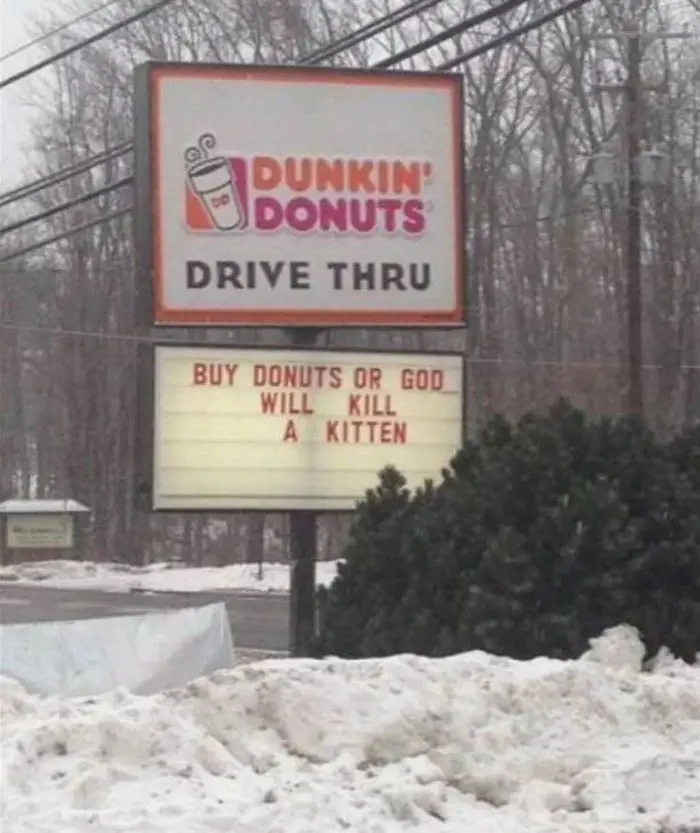 DUNKIN'
DONUTS
DRIVE THRU
BUY DONUTS OR GOD
WILL KILL
A KITTEN